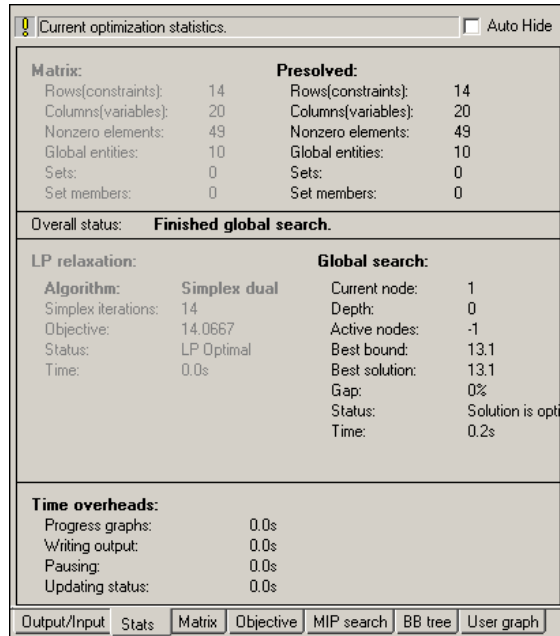 Current optimization statistics. Auto Hide
Matrix: Presolved:
Rows(constraints): 14 Rows(constraints): 14
Columns(variables): 20 Columns(variables): 20
Nonzero elements: 49 Nonzero elements: 49
Global entities: 10 Global entities: 10
Sets: 0 Sets: 0
Set members: 0 Set members: 0
Overall status: Finished global search.
LP relaxation: Global search:
Algorithm: Simplex dual Current node: 1
Simplex iterations: 14 Depth: 0
Objective: 14.0667 Active nodes: -1
Status: LP Optimal Best bound: 13.1
Time: 0.0s Best solution: 13.1
Gap: 0%
Status: Solution is opti
Time: 0.2s
Time overheads:
Progress graphs: 0.0s
Writing output: 0.0s
Pausing: 0.0s
Updating status: 0.0s
Output/Input Stats Matrix Objective MIP search BB tree User graph